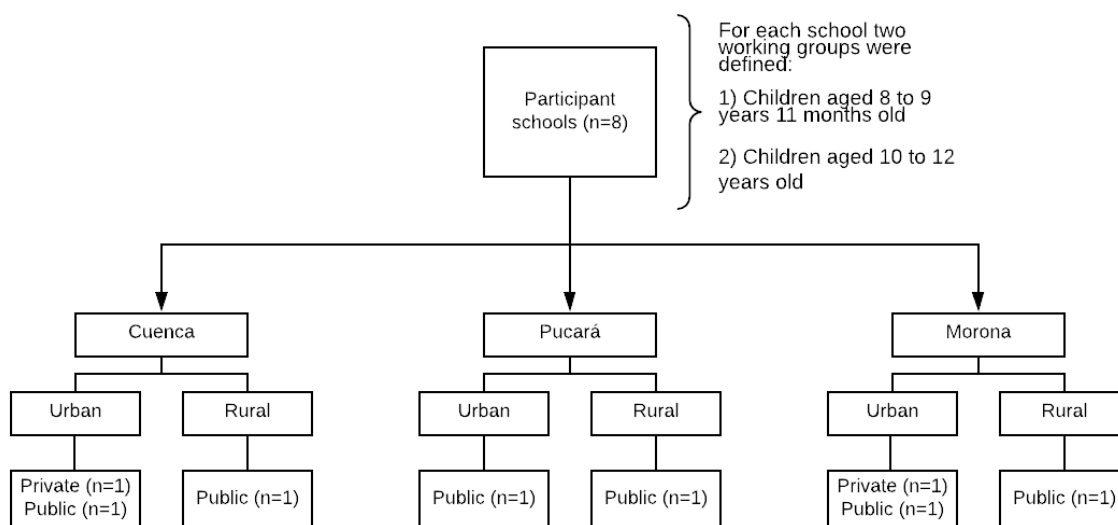 Participant
schools (n=8)
For each school two
working groups were
defined:
1) Children aged 8 to 9
years 11 months old
2) Children aged 10 to 12
years old
Cuenca
Pucará
Morona
Urban
Rural
Urban
Rural
Urban
Rural
Private (n=1)
Public (n=1)
Public (n=1)
Public (n=1)
Public (n=1)
Private (n=1)
Public (n=1)
Public (n=1)